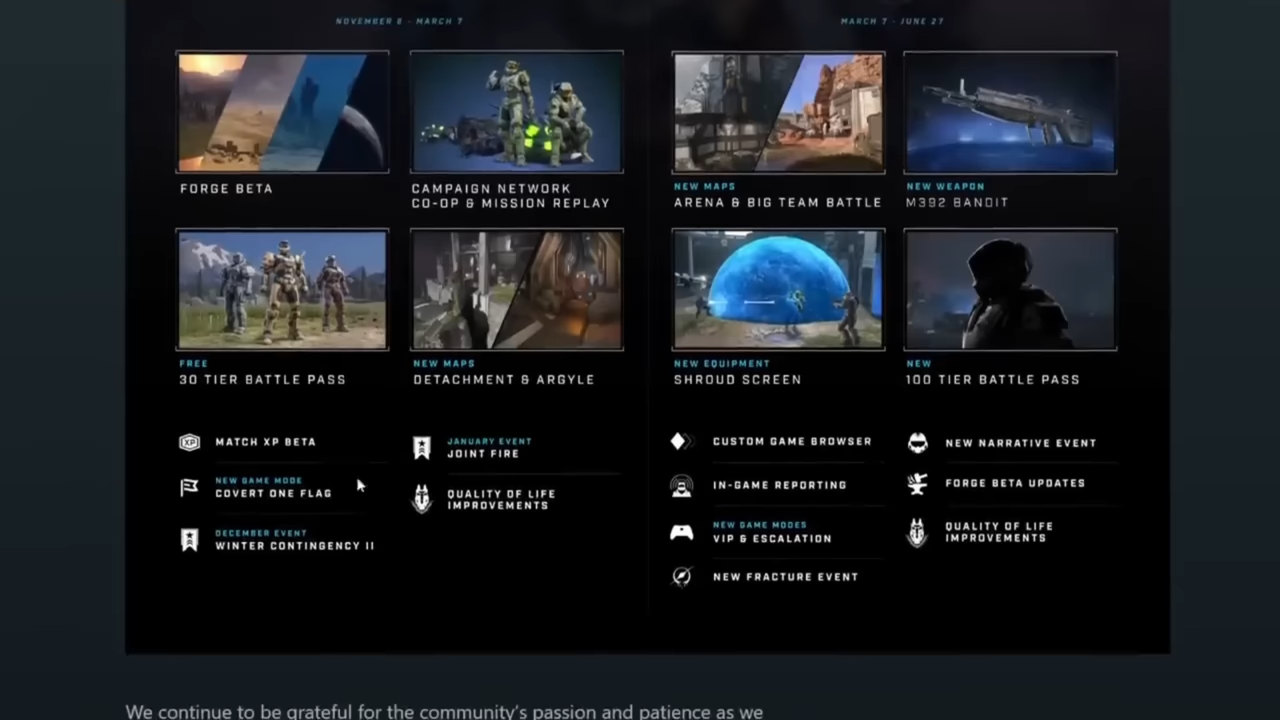 NOVEMBER 8 - MARCH 7
FORGE BETA
CAMPAIGN NETWORK
CO-OP & MISSION REPLAY
FREE
30 TIER BATTLE PASS
NEW MAPS
DETACHMENT & ARGYLE
XP
MATCH XP BETA
NEW GAME MODE
COVERT ONE FLAG
DECEMBER EVENT
WINTER CONTINGENCY II
JANUARY EVENT
JOINT FIRE
QUALITY OF LIFE
IMPROVEMENTS
MARCH 7 - JUNE 27
NEW MAPS
ARENA & BIG TEAM BATTLE
NEW WEAPON
M392 BANDIT
NEW EQUIPMENT
SHROUD SCREEN
NEW
100 TIER BATTLE PASS
CUSTOM GAME BROWSER
IN-GAME REPORTING
NEW GAME MODES
VIP & ESCALATION
NEW FRACTURE EVENT
NEW NARRATIVE EVENT
FORGE BETA UPDATES
QUALITY OF LIFE
IMPROVEMENTS
We continue to be grateful for the community's passion and patience as we